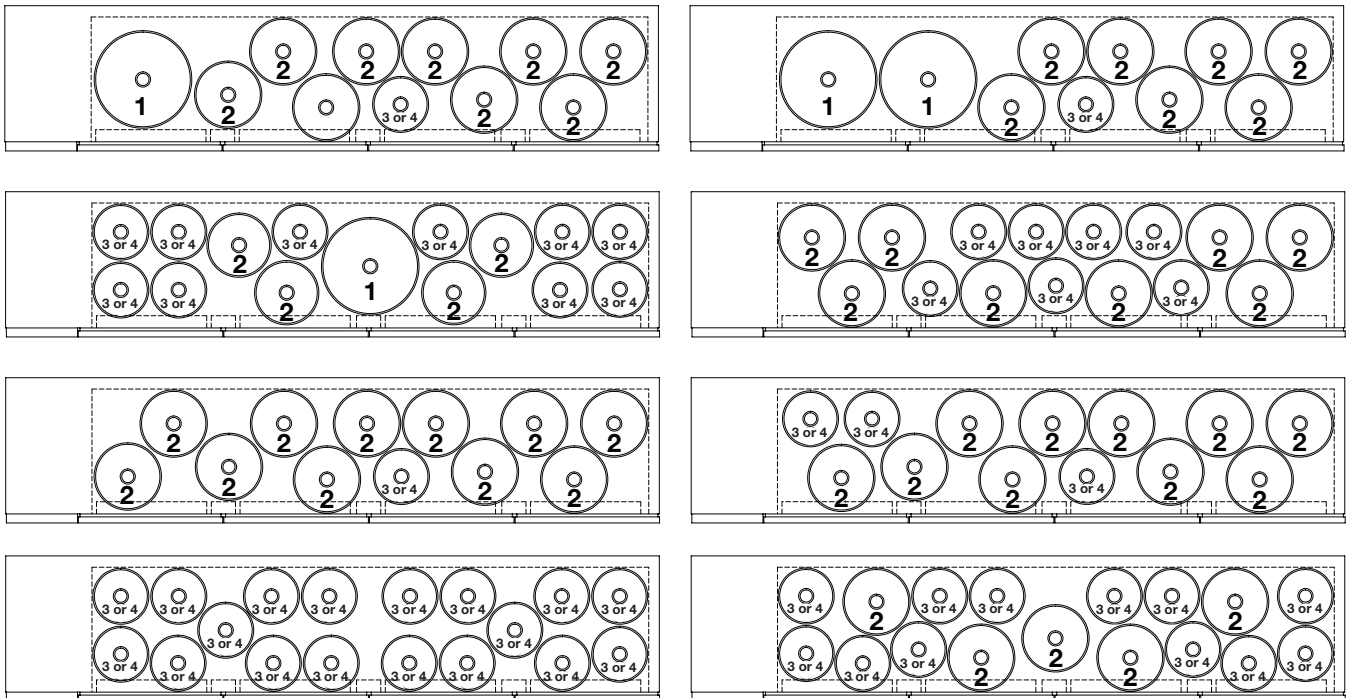 2 2 2 2 2
1 2 3 or 4 2 2
2 2 2 2
1 1 2 3 or 4 2 2
3 or 4 3 or 4 2 3 or 4 3 or 4 2 3 or 4 3 or 4
3 or 4 3 or 4 2 1 2 3 or 4 3 or 4
2 2 3 or 4 3 or 4 3 or 4 3 or 4 2 2
2 3 or 4 2 3 or 4 2 3 or 4 2
2 2 2 2 2 2
2 2 2 3 or 4 2 2
3 or 4 3 or 4 2 2 2 2 2
2 2 2 3 or 4 2 2
3 or 4 3 or 4 3 or 4 3 or 4 3 or 4 3 or 4 3 or 4 3 or 4
3 or 4 3 or 4
3 or 4 3 or 4 3 or 4 3 or 4 3 or 4 3 or 4 3 or 4 3 or 4
3 or 4 2 3 or 4 3 or 4 3 or 4 3 or 4 2 3 or 4
3 or 4 3 or 4 3 or 4 2 2 2 3 or 4 3 or 4 3 or 4